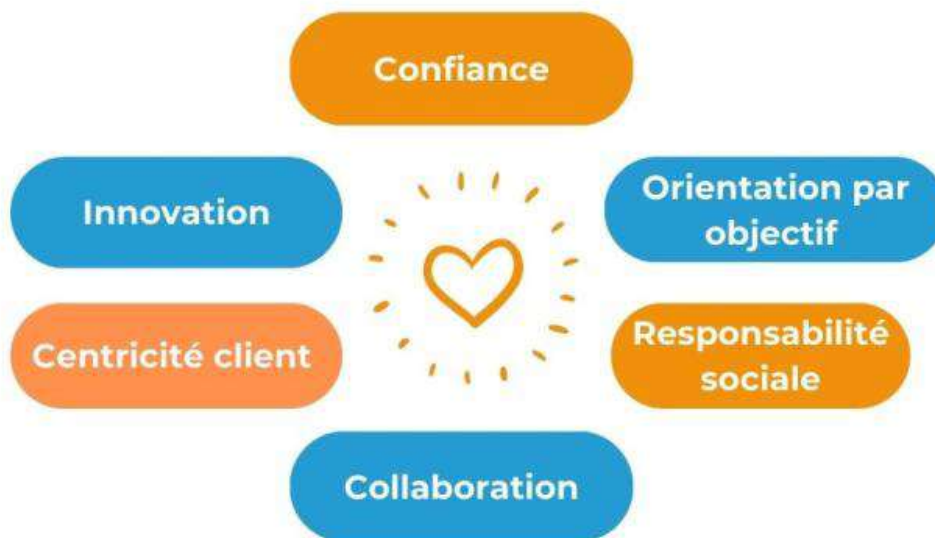 Confiance
Innovation
Orientation par
objectif
Centricité client
Responsabilité
sociale
Collaboration